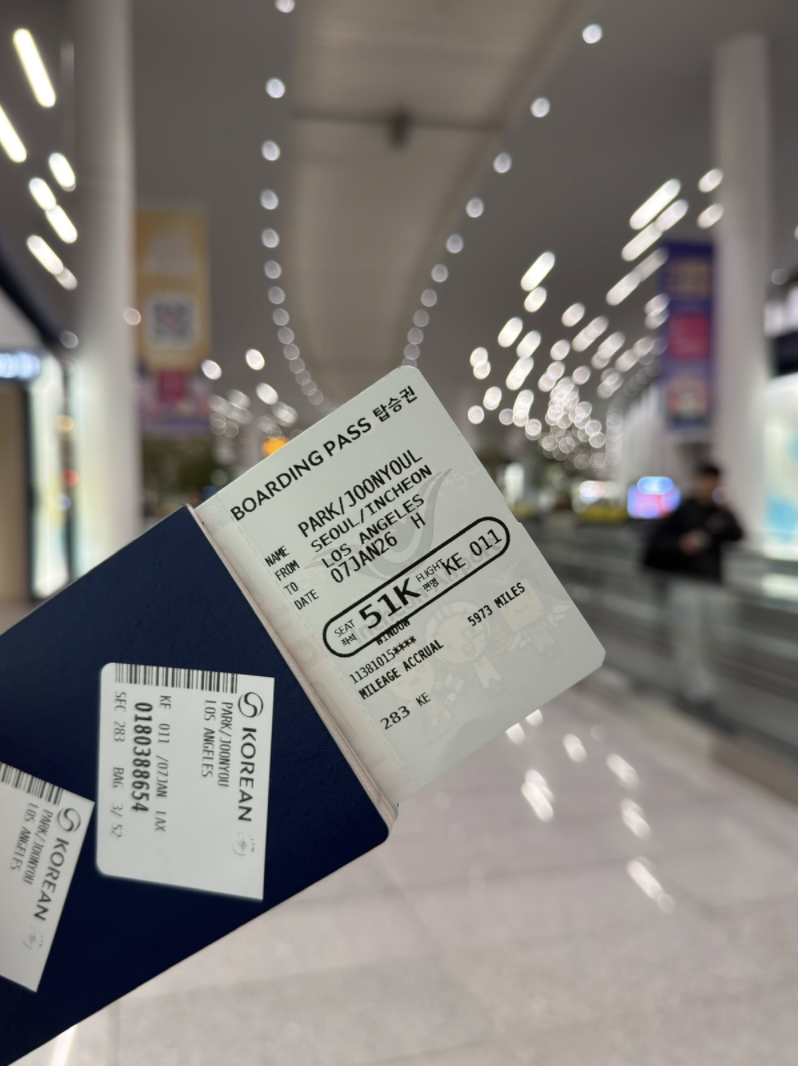 BOARDING PASS 탑승권
NAME PARK/JOONYOUL
FROM SEOUL/INCHEON
TO LOS ANGELES
DATE 07JAN26 H
SEAT 좌석 51K FLIGHT 편명 KE 011
WINDOW
11381015****
MILEAGE ACCRUAL 5973 MILES
283 KE
KOREAN
PARK/JOONYOU
LOS ANGELES
KE 011 /07JAN LAX
0180388654
SEC 283 BAG 3/ 52
KOREAN
PARK/JOONYOU
LOS ANGELES